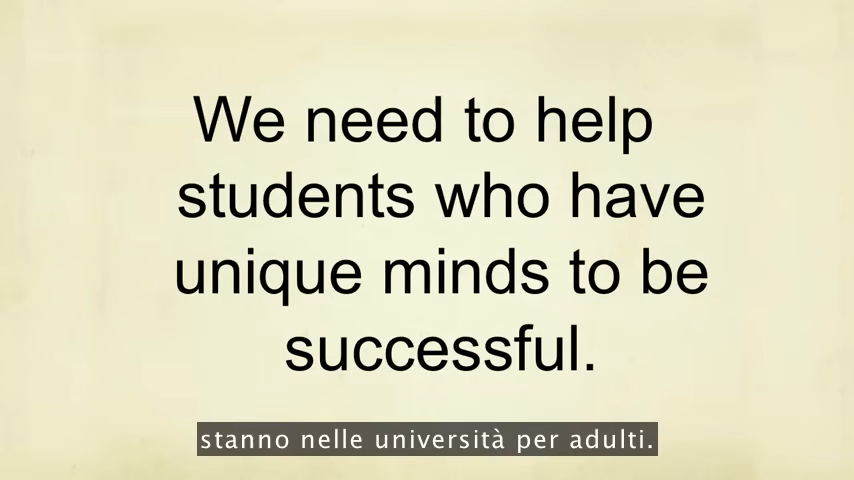 We need to help
students who have
unique minds to be
successful.
stanno nelle università per adulti.